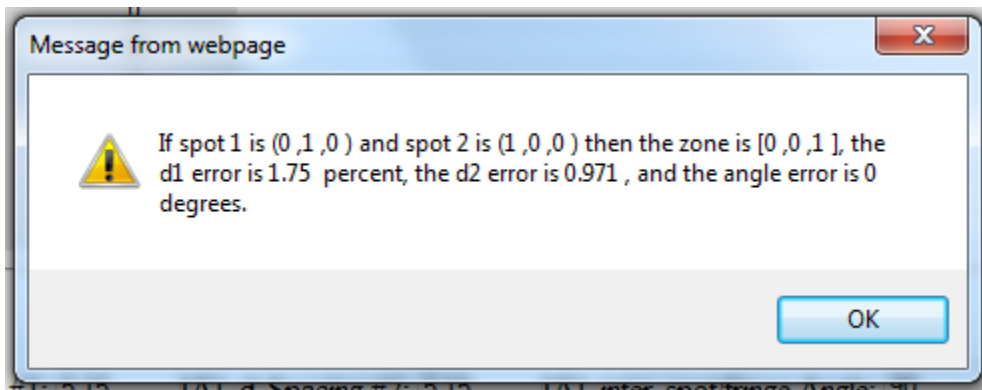 Message from webpage
If spot 1 is (0 ,1 ,0 ) and spot 2 is (1 ,0 ,0 ) then the zone is [0 ,0 ,1 ], the
d1 error is 1.75  percent, the d2 error is 0.971 , and the angle error is 0
degrees.
OK